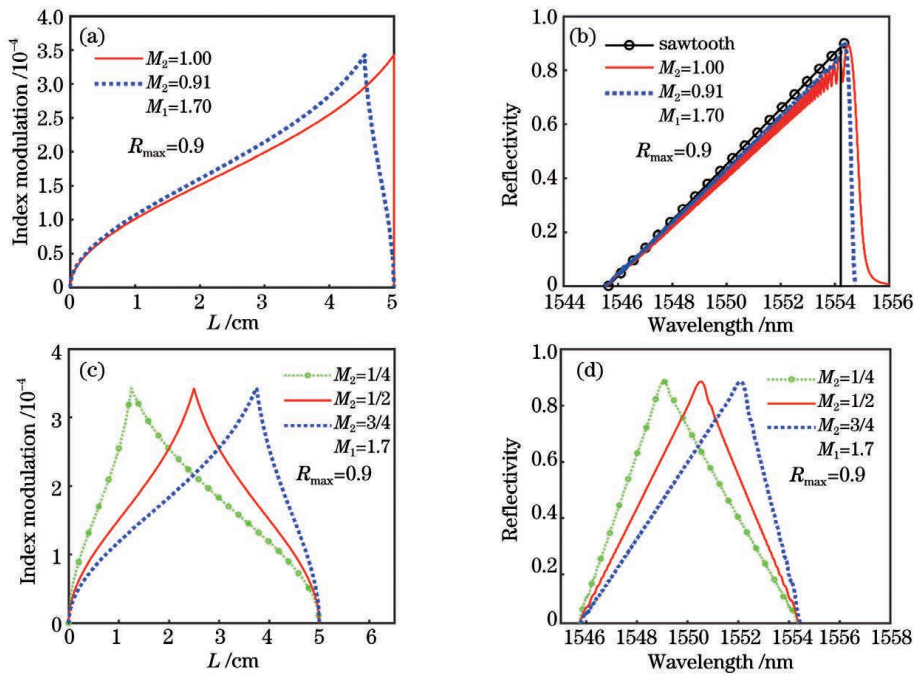 (a)
M₂=1.00
M₂=0.91
M₁=1.70
Rmax=0.9
Index modulation /10⁻⁴
4.0
3.5
3.0
2.5
2.0
1.5
1.0
0.5
0
0 1 2 3 4 5
L /cm
(b)
sawtooth
M₂=1.00
M₂=0.91
M₁=1.70
Rmax=0.9
Reflectivity
1.0
0.8
0.6
0.4
0.2
0
1544 1546 1548 1550 1552 1554 1556
Wavelength /nm
(c)
M₂=1/4
M₂=1/2
M₂=3/4
M₁=1.7
Rmax=0.9
Index modulation /10⁻⁴
4
3
2
1
0
0 1 2 3 4 5 6
L /cm
(d)
M₂=1/4
M₂=1/2
M₂=3/4
M₁=1.7
Rmax=0.9
Reflectivity
1.0
0.8
0.6
0.4
0.2
0
1546 1548 1550 1552 1554 1556 1558
Wavelength /nm